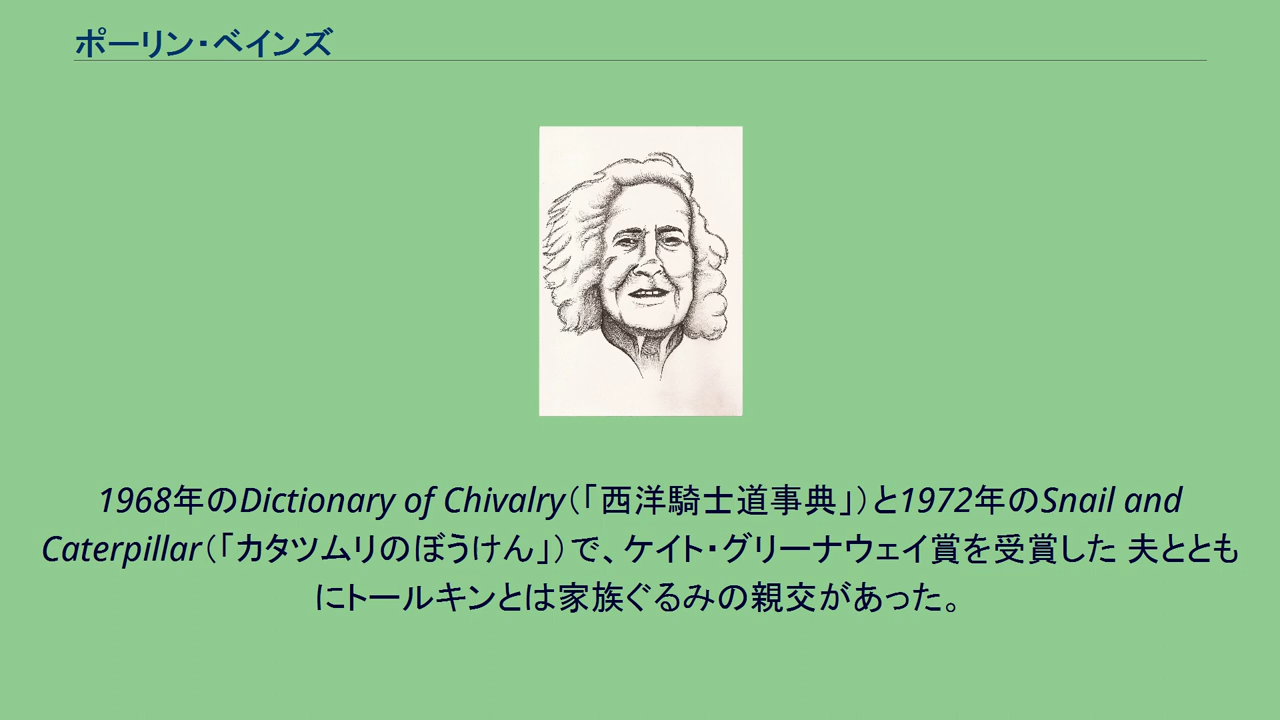 ポーリン・ベインズ
1968年のDictionary of Chivalry(「西洋騎士道事典」)と1972年のSnail and
Caterpillar(「カタツムリのぼうけん」)で、ケイト・グリーナウェイ賞を受賞した 夫ととも
にトールキンとは家族ぐるみの親交があった。